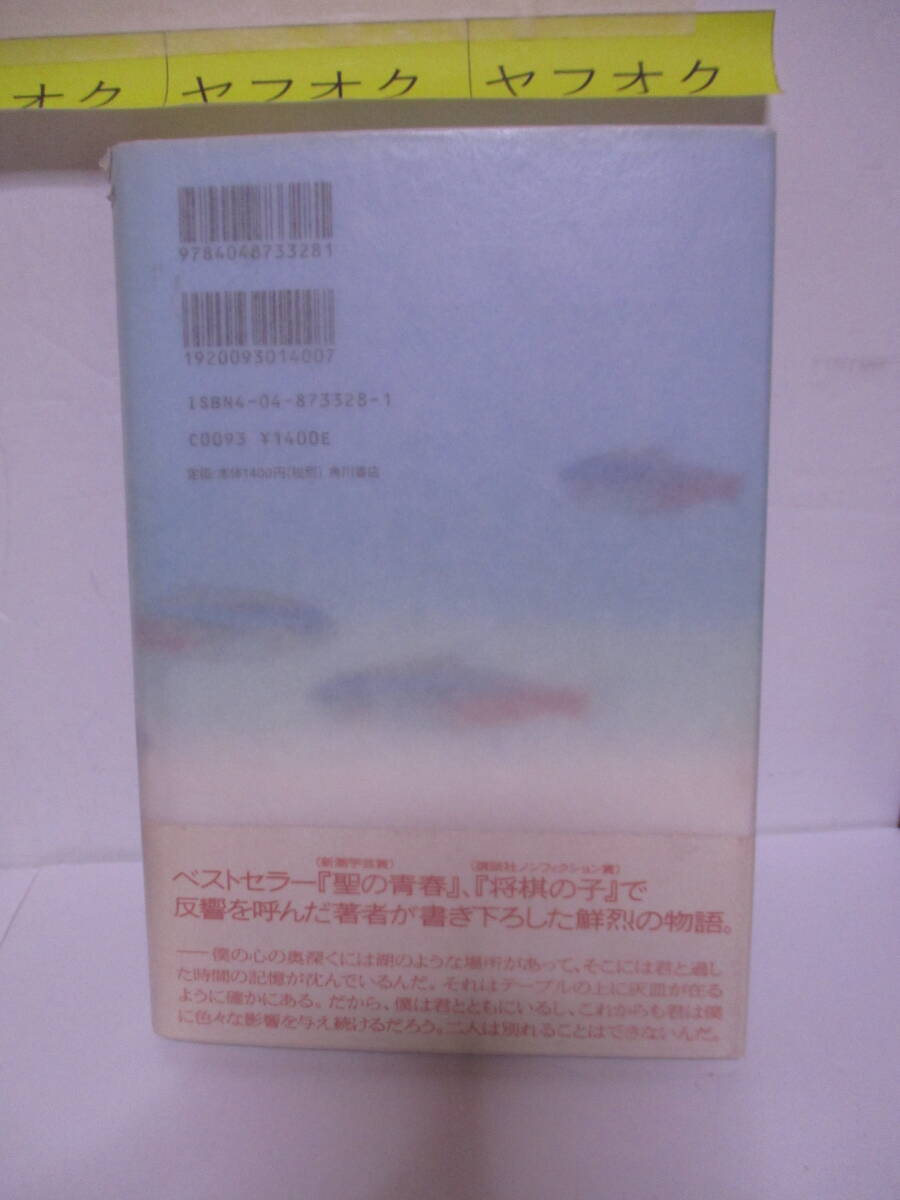 オク ヤフオク ヤフオク
9784048733281
1920093014007
ISBN4-04-873328-1
C0093 ¥1400E
定価:本体1400円(税別) 角川書店
(新潮学芸賞) (講談社ノンフィクション賞)
ベストセラー『聖の青春』、『将棋の子』で
反響を呼んだ著者が書き下ろした鮮烈の物語。
──僕の心の奥深くには湖のような場所があって、そこには君と過し
た時間の記憶が沈んでいるんだ。それはテーブルの上に灰皿が在る
ように確かにある。だから、僕は君とともにいるし、これからも君は僕
に色々な影響を与え続けるだろう。二人は別れることはできないんだ。